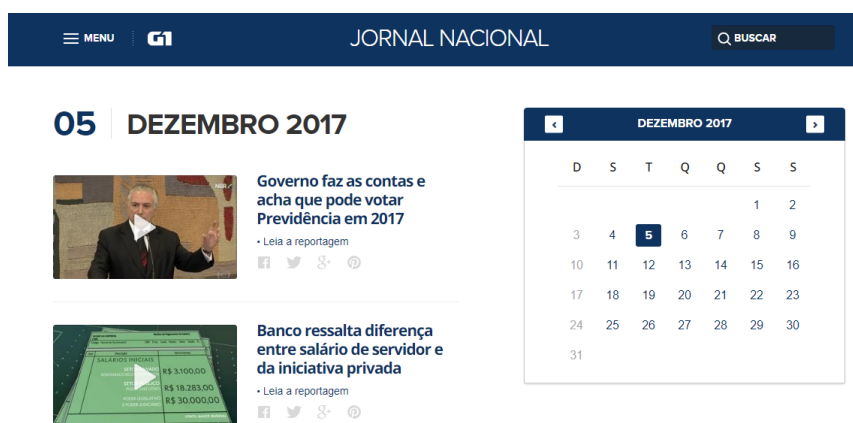 MENU
G1
JORNAL NACIONAL
BUSCAR
05
DEZEMBRO 2017
Governo faz as contas e
acha que pode votar
Previdência em 2017
• Leia a reportagem
Banco ressalta diferença
entre salário de servidor e
da iniciativa privada
• Leia a reportagem
SALÁRIOS INICIAIS
R$ 3.100,00
R$ 18.283,00
R$ 30.000,00
DEZEMBRO 2017
D S T Q Q S S
1 2
3 4 5 6 7 8 9
10 11 12 13 14 15 16
17 18 19 20 21 22 23
24 25 26 27 28 29 30
31